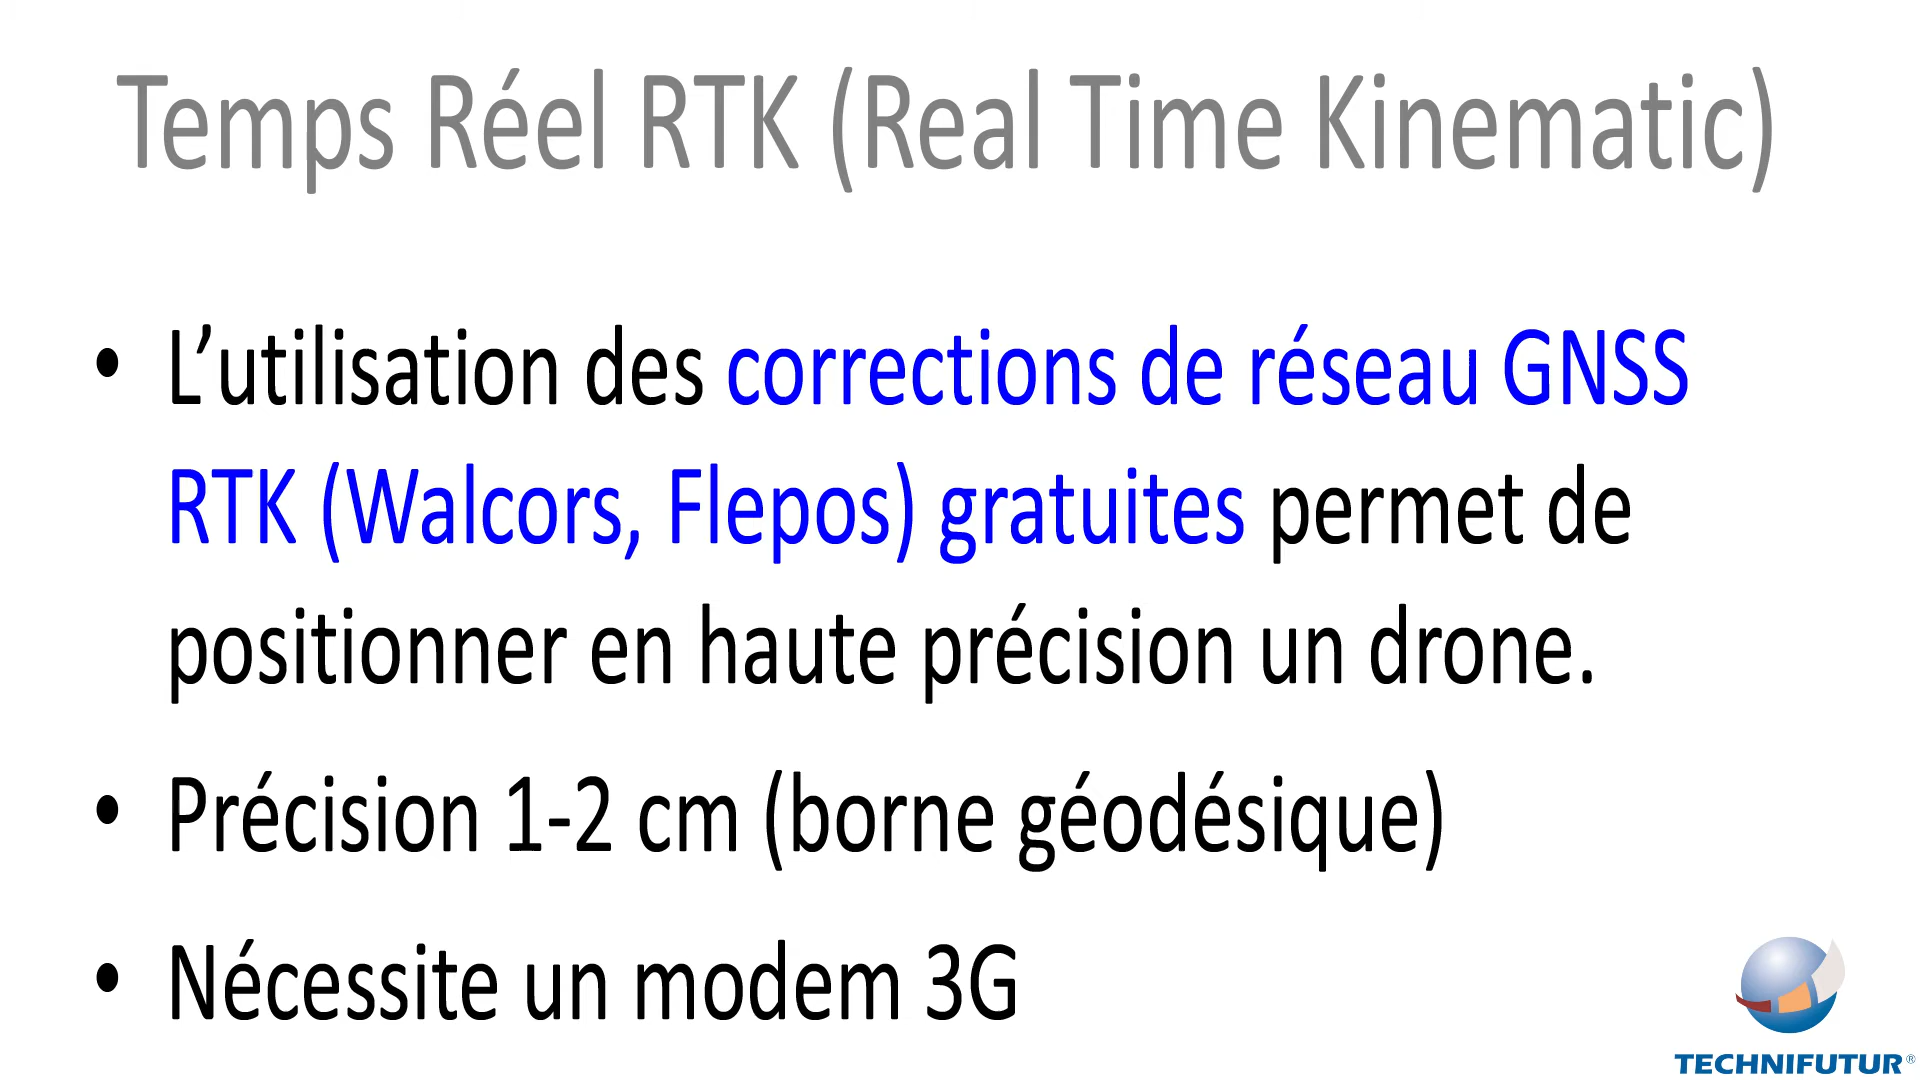 Temps Réel RTK (Real Time Kinematic)
• L’utilisation des corrections de réseau GNSS
RTK (Walcors, Flepos) gratuites permet de
positionner en haute précision un drone.
• Précision 1-2 cm (borne géodésique)
• Nécessite un modem 3G
TECHNIFUTUR®